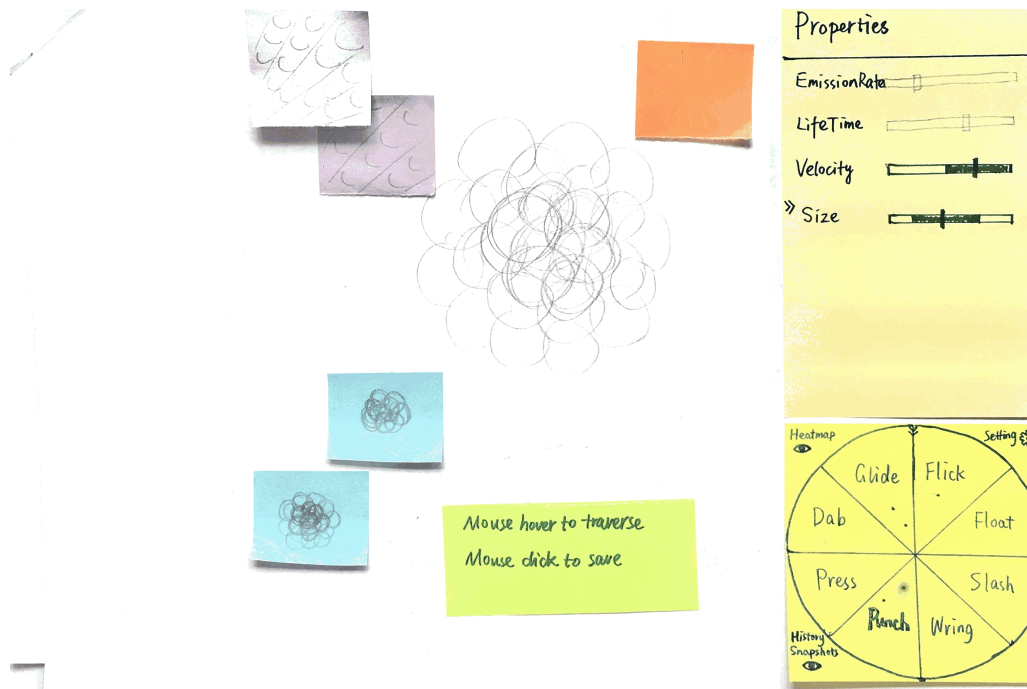 Properties
EmissionRate
LifeTime
Velocity
» Size
Mouse hover to traverse
Mouse click to save
Heatmap
Setting
Glide
Flick
Dab
Float
Press
Slash
Punch
Wring
History
Snapshots